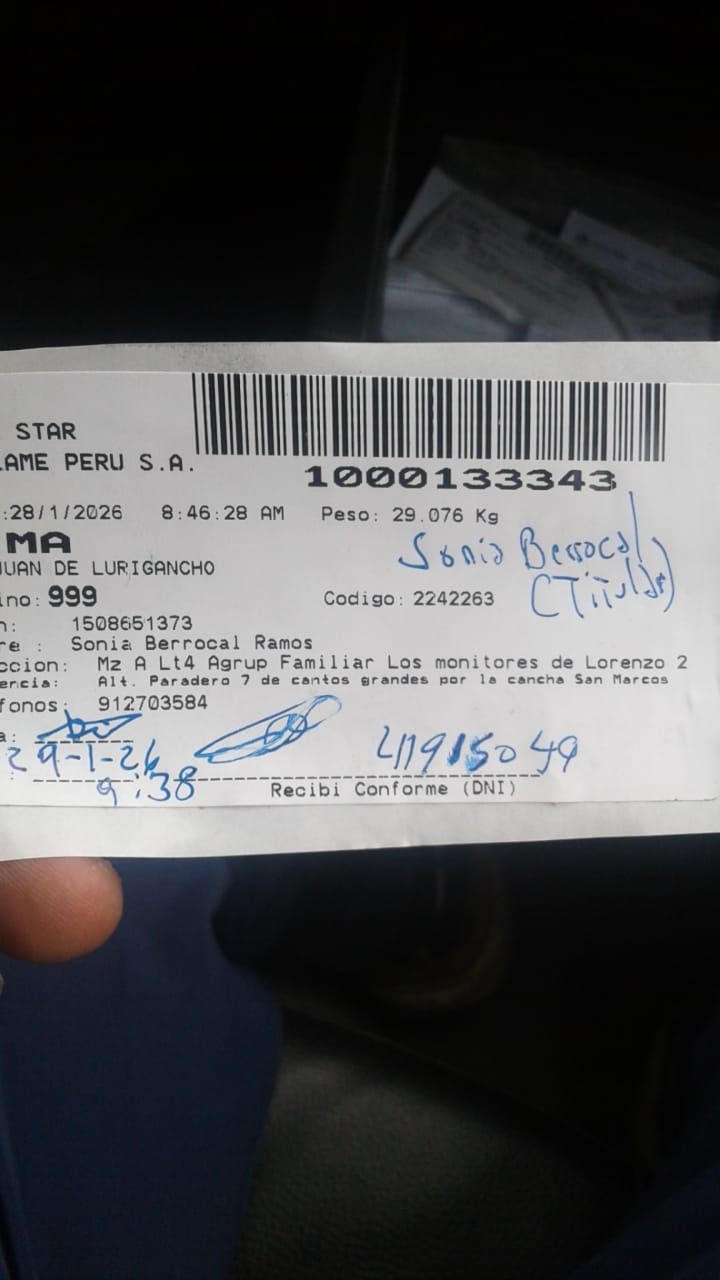 STAR
LAME PERU S.A.
1000133343
:28/1/2026 8:46:28 AM Peso: 29.076 Kg
MA
JUAN DE LURIGANCHO
Sonia Berrocal
(Titular)
ino: 999 Codigo: 2242263
n: 1508651373
re : Sonia Berrocal Ramos
ccion: Mz A Lt4 Agrup Familiar Los monitores de Lorenzo 2
encia: Alt. Paradero 7 de cantos grandes por la cancha San Marcos
fonos: 912703584
a:
29-1-26
9:38
41915049
Recibi Conforme (DNI)